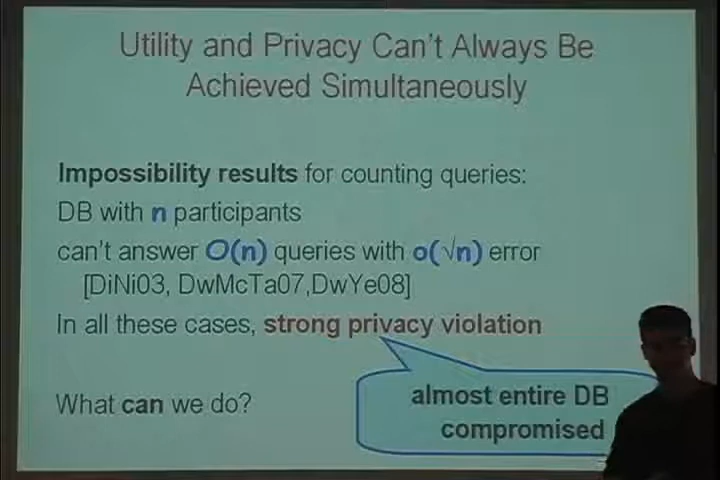 Utility and Privacy Can't Always Be
Achieved Simultaneously
Impossibility results for counting queries:
DB with n participants
can't answer O(n) queries with o(√n) error
[DiNi03, DwMcTa07,DwYe08]
In all these cases, strong privacy violation
almost entire DB
compromised
What can we do?